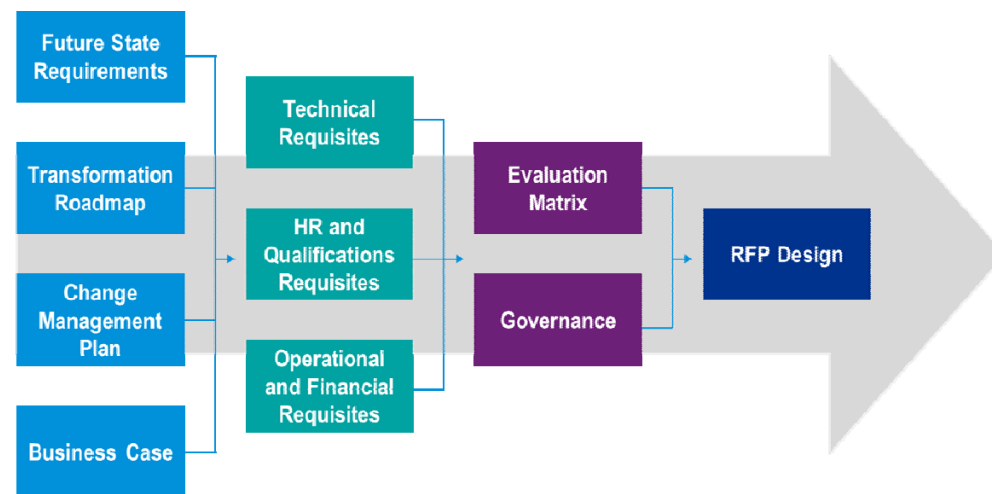 Future State
Requirements
Transformation
Roadmap
Change
Management
Plan
Business Case
Technical
Requisites
HR and
Qualifications
Requisites
Operational
and Financial
Requisites
Evaluation
Matrix
Governance
RFP Design